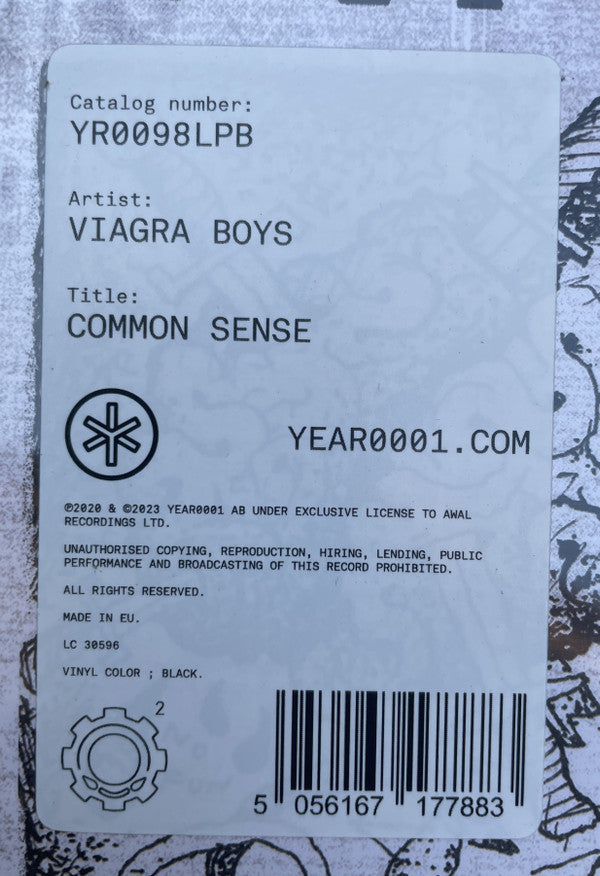 Catalog number:
YR0098LPB
Artist:
VIAGRA BOYS
Title:
COMMON SENSE
YEAR0001.COM
℗2020 & ©2023 YEAR0001 AB UNDER EXCLUSIVE LICENSE TO AWAL
RECORDINGS LTD.
UNAUTHORISED COPYING, REPRODUCTION, HIRING, LENDING, PUBLIC
PERFORMANCE AND BROADCASTING OF THIS RECORD PROHIBITED.
ALL RIGHTS RESERVED.
MADE IN EU.
LC 30596
VINYL COLOR ; BLACK.
2
5 056167 177883